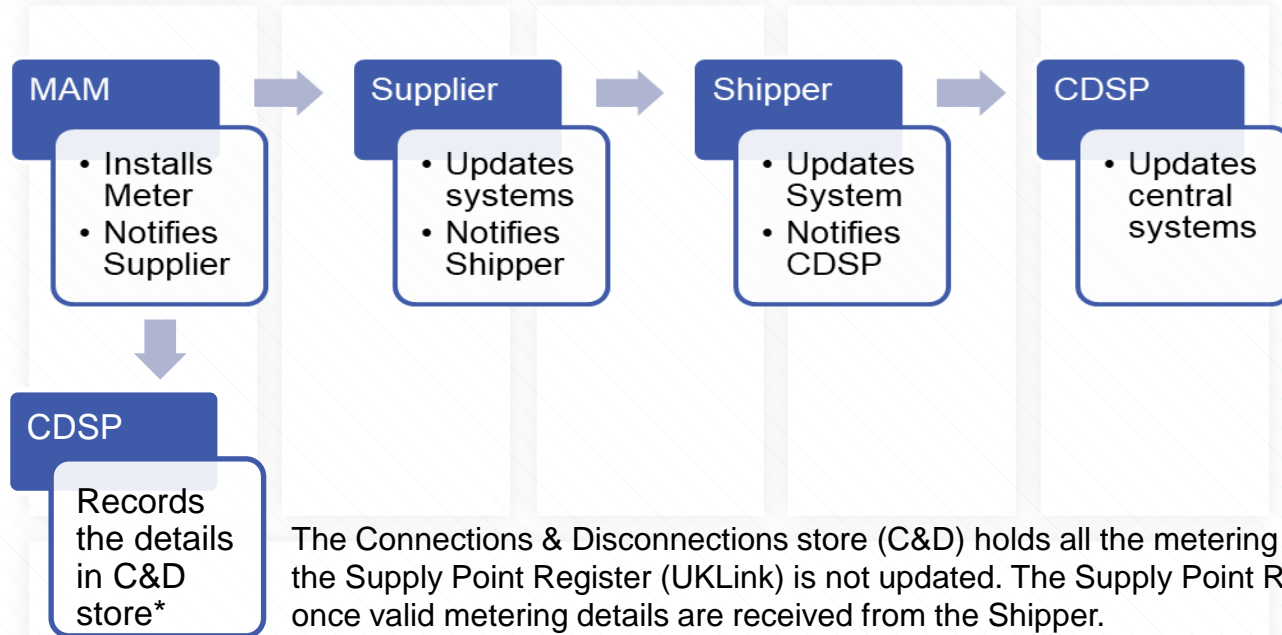 MAM
• Installs
Meter
• Notifies
Supplier
Supplier
• Updates
systems
• Notifies
Shipper
Shipper
• Updates
System
• Notifies
CDSP
CDSP
• Updates
central
systems
CDSP
Records
the details
in C&D
store*
The Connections & Disconnections store (C&D) holds all the metering
the Supply Point Register (UKLink) is not updated. The Supply Point
once valid metering details are received from the Shipper.